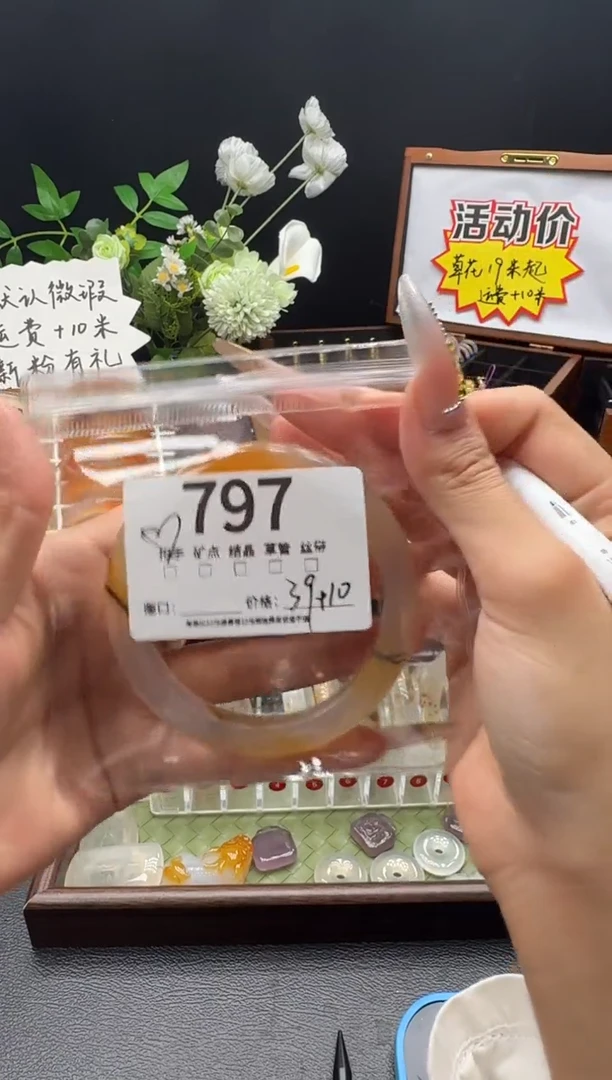 活动价
草花19米起
运费+10米
默认微瑕
运费+10米
新粉有礼
797
矿点 结晶 草管 丝带
圈口: 价格: 39+10